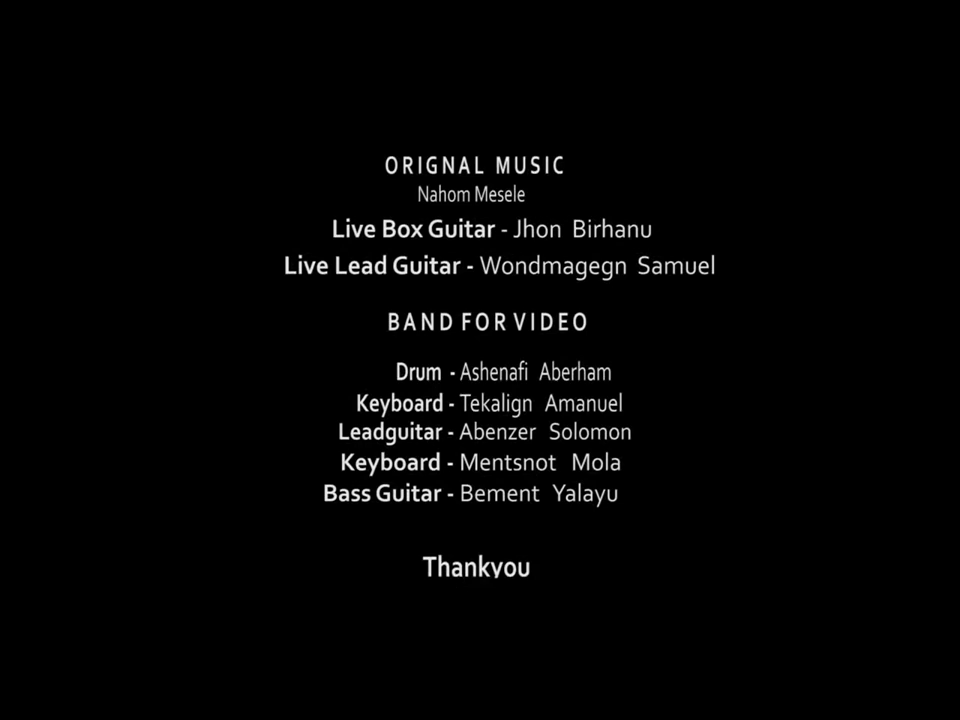 ORIGNAL MUSIC
Nahom Mesele
Live Box Guitar - Jhon Birhanu
Live Lead Guitar - Wondmagegn Samuel
BAND FOR VIDEO
Drum - Ashenafi Aberham
Keyboard - Tekalign Amanuel
Leadguitar - Abenzer Solomon
Keyboard - Mentsnot Mola
Bass Guitar - Bement Yalayu
Thankyou